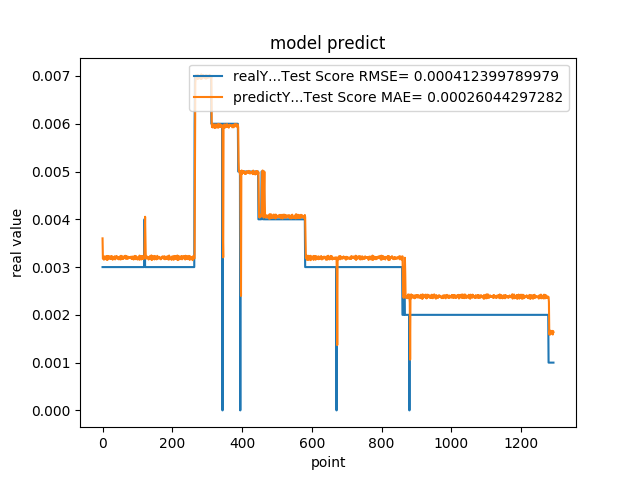 model predict
realY...Test Score RMSE= 0.000412399789979
predictY...Test Score MAE= 0.00026044297282
0.007
0.006
0.005
0.004
0.003
0.002
0.001
0.000
real value
0 200 400 600 800 1000 1200
point